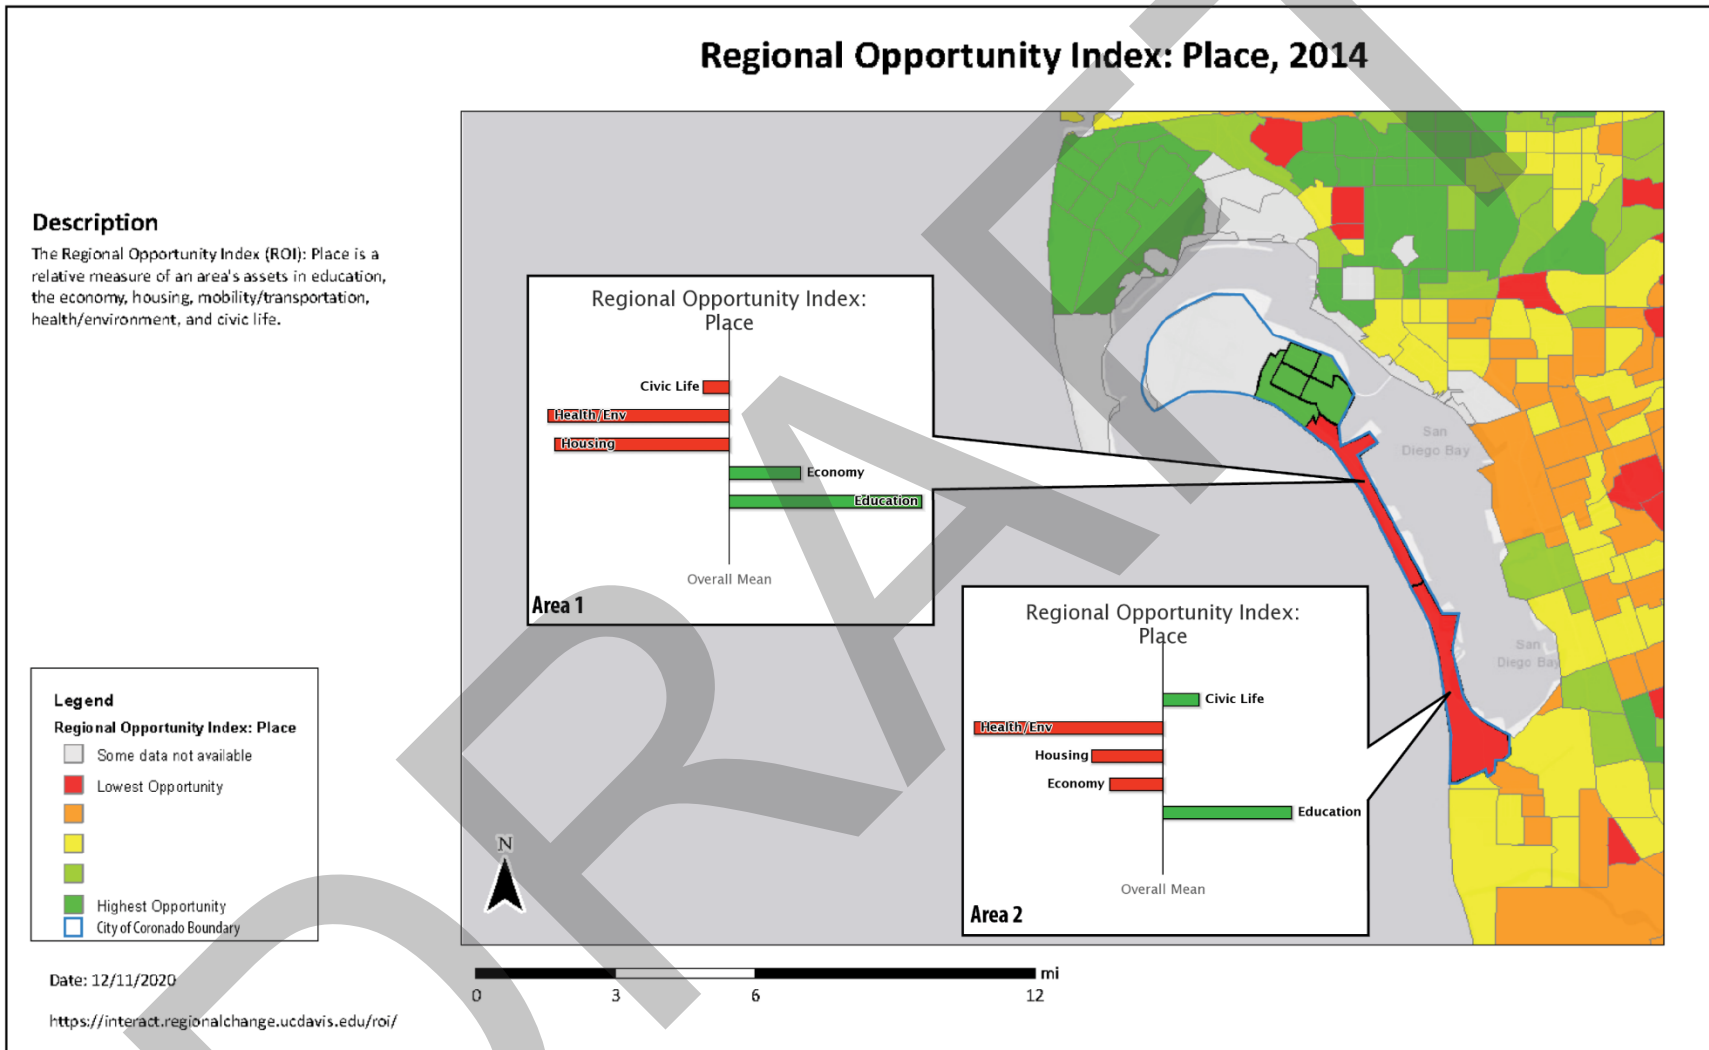 Regional Opportunity Index: Place, 2014
Description
The Regional Opportunity Index (ROI): Place is a
relative measure of an area's assets in education,
the economy, housing, mobility/transportation,
health/environment, and civic life.
Regional Opportunity Index:
Place
Civic Life
Health/Env
Housing
Economy
Education
Overall Mean
Area 1
Regional Opportunity Index:
Place
Civic Life
Health/Env
Housing
Economy
Education
Overall Mean
Area 2
San
Diego Bay
San
Diego Bay
Legend
Regional Opportunity Index: Place
Some data not available
Lowest Opportunity
Highest Opportunity
City of Coronado Boundary
N
mi
0 3 6 12
Date: 12/11/2020
https://interact.regionalchange.ucdavis.edu/roi/
DRAFT